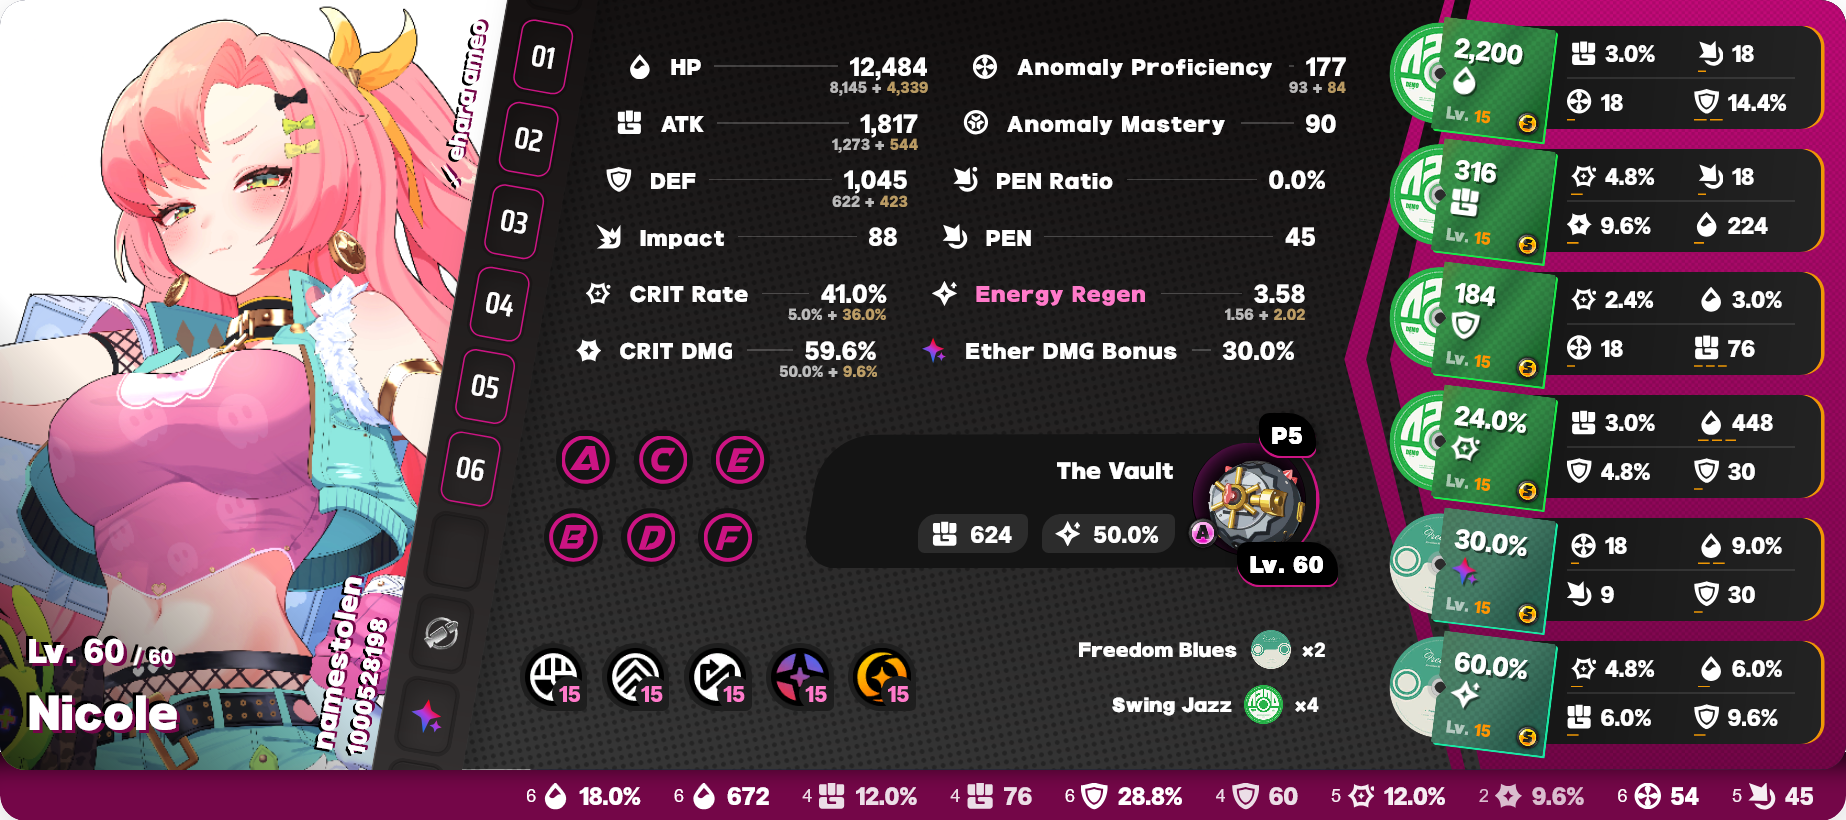 // ehara ameo
Lv. 60 / 60
Nicole
namestolen
1000528198
01
02
03
04
05
06
HP 12,484
8,145 + 4,339
ATK 1,817
1,273 + 544
DEF 1,045
622 + 423
Impact 88
CRIT Rate 41.0%
5.0% + 36.0%
CRIT DMG 59.6%
50.0% + 9.6%
Anomaly Proficiency 177
93 + 84
Anomaly Mastery 90
PEN Ratio 0.0%
PEN 45
Energy Regen 3.58
1.56 + 2.02
Ether DMG Bonus 30.0%
A C E
B D F
P5
The Vault
624 50.0%
A
Lv. 60
15 15 15 15 15
Freedom Blues ×2
Swing Jazz ×4
2,200
Lv. 15 S
3.0% 18
18 14.4%
316
Lv. 15 S
4.8% 18
9.6% 224
184
Lv. 15 S
2.4% 3.0%
18 76
24.0%
Lv. 15 S
3.0% 448
4.8% 30
30.0%
Lv. 15 S
18 9.0%
9 30
60.0%
Lv. 15 S
4.8% 6.0%
6.0% 9.6%
6 18.0% 6 672 4 12.0% 4 76 6 28.8% 4 60 5 12.0% 2 9.6% 6 54 5 45